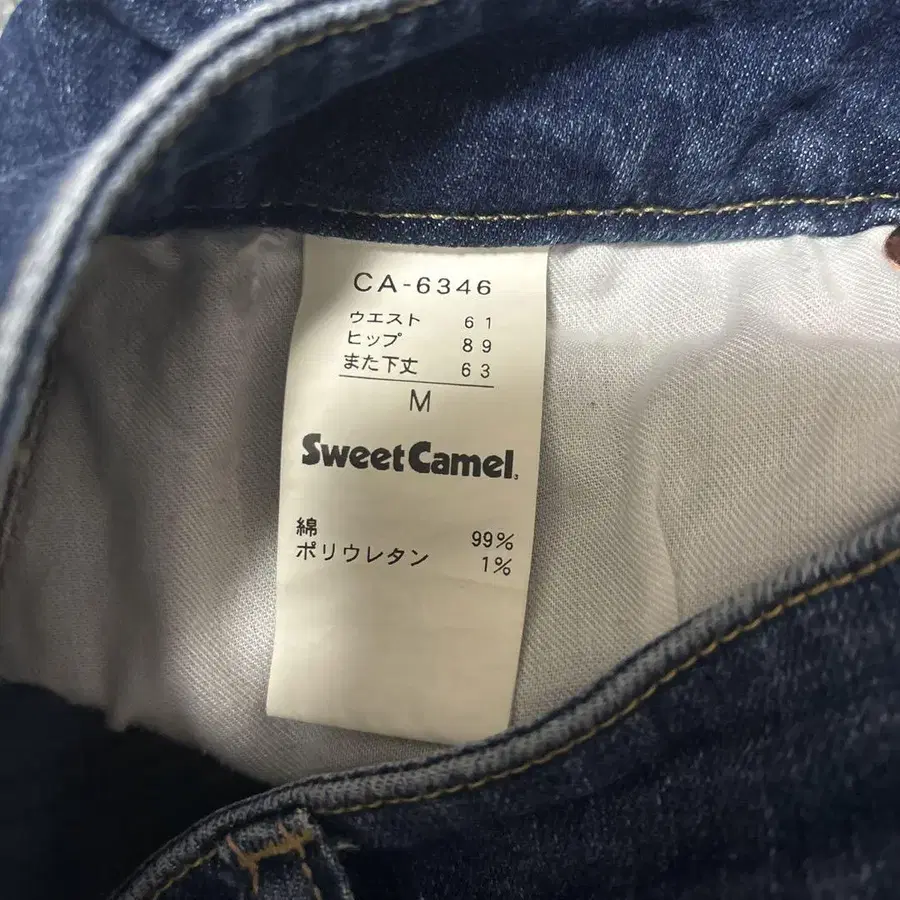 CA-6346
ウエスト 61
ヒップ 89
また下丈 63
M
SweetCamel
綿 99%
ポリウレタン 1%